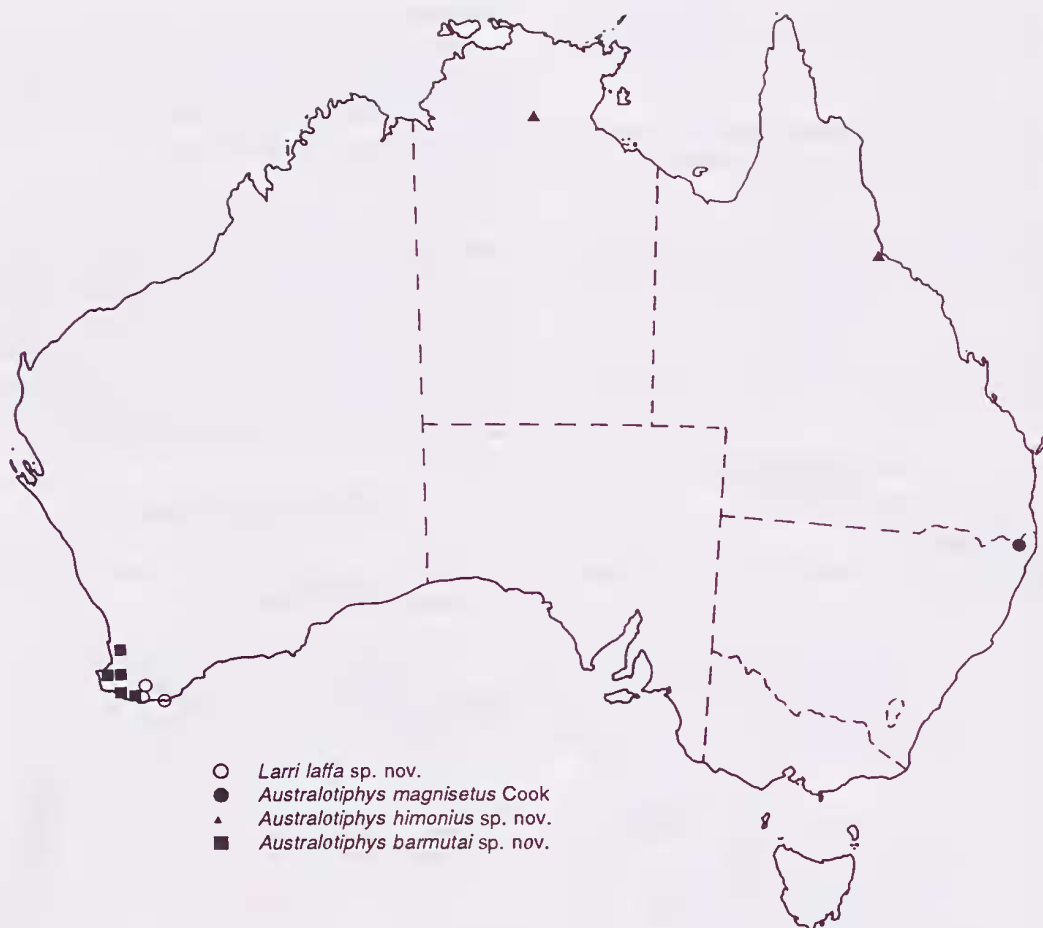 Larri laffa sp. nov.
Australotiphys magnisetus Cook
Australotiphys himonius sp. nov.
Australotiphys barmutai sp. nov.